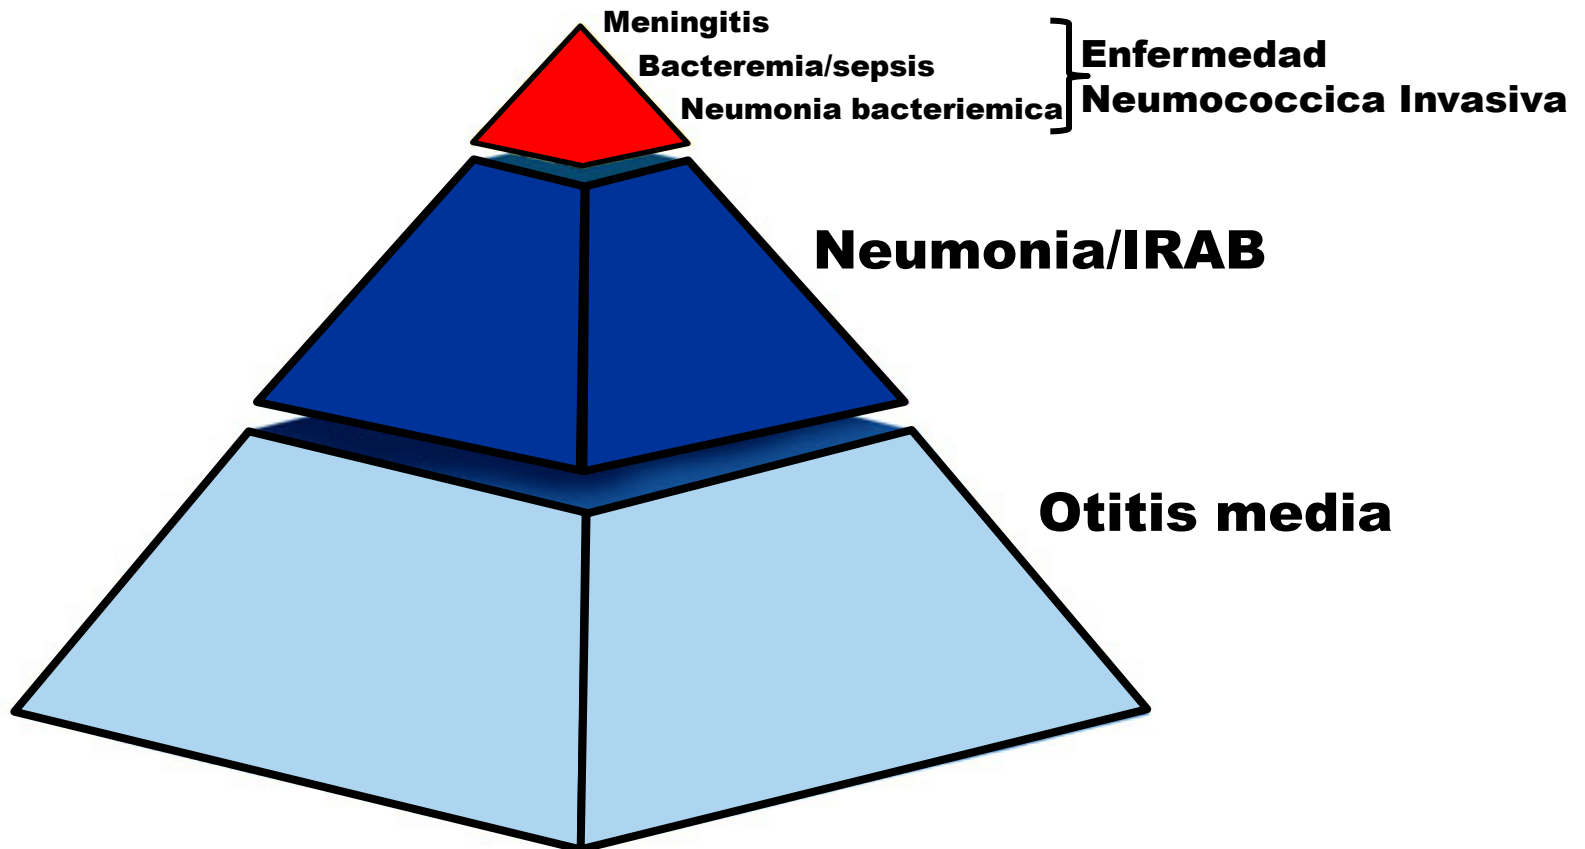 Meningitis
Bacteremia/sepsis
Neumonia bacteriemica
Enfermedad
Neumococcica Invasiva
Neumonia/IRAB
Otitis media